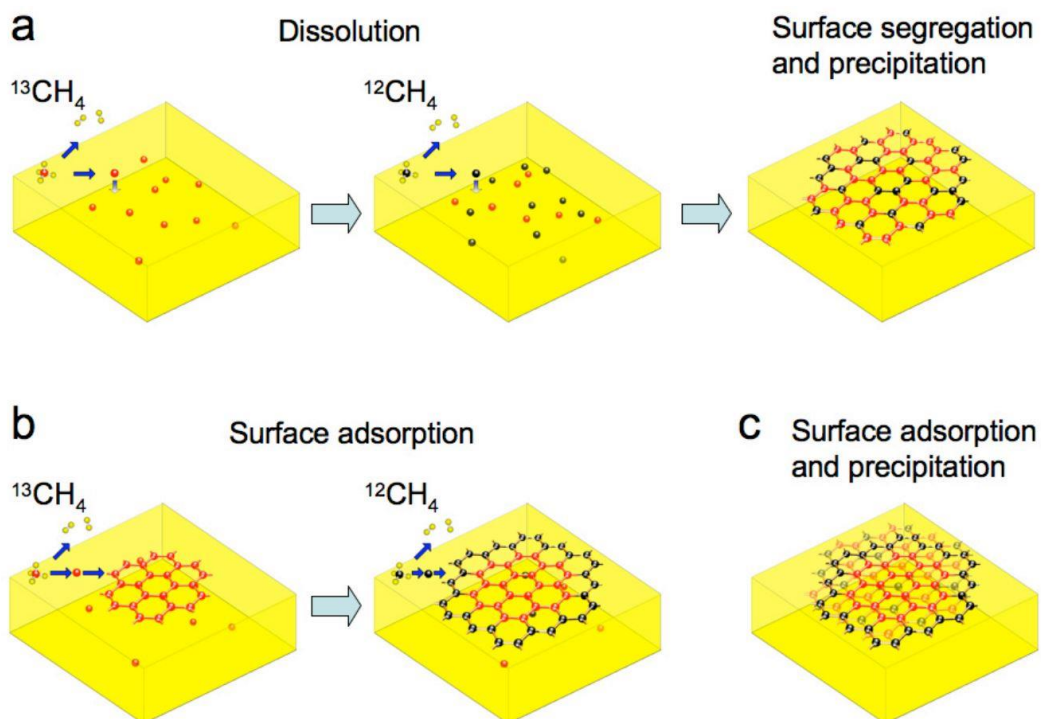 a
Dissolution
Surface segregation
and precipitation
¹³CH₄
¹²CH₄
b
Surface adsorption
c
Surface adsorption
and precipitation
¹³CH₄
¹²CH₄